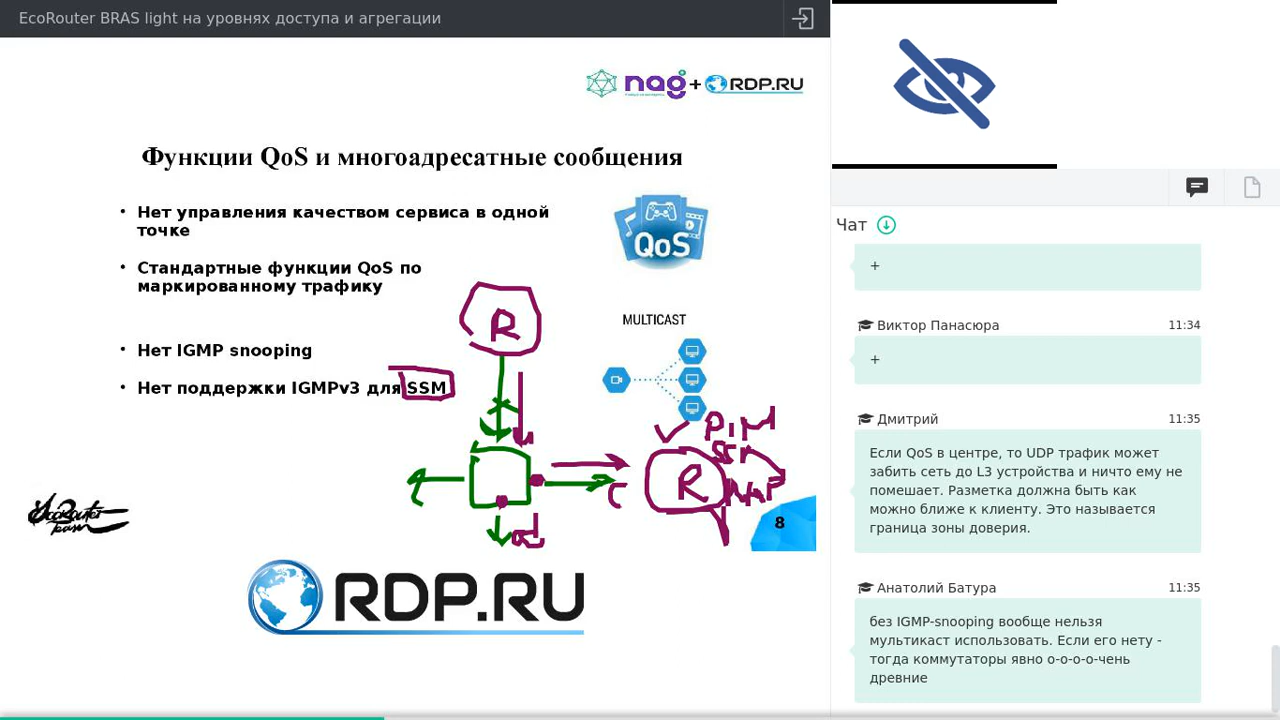 EcoRouter BRAS light на уровнях доступа и агрегации
nag + RDP.RU
Функции QoS и многоадресатные сообщения
• Нет управления качеством сервиса в одной
точке
• Стандартные функции QoS по
маркированному трафику
• Нет IGMP snooping
• Нет поддержки IGMPv3 для SSM
QoS
MULTICAST
R
R
PIM
8
RDP.RU
Чат
+
Виктор Панасюра 11:34
+
Дмитрий 11:35
Если QoS в центре, то UDP трафик может
забить сеть до L3 устройства и ничто ему не
помешает. Разметка должна быть как
можно ближе к клиенту. Это называется
граница зоны доверия.
Анатолий Батура 11:35
без IGMP-snooping вообще нельзя
мультикаст использовать. Если его нету -
тогда коммутаторы явно о-о-о-о-чень
древние